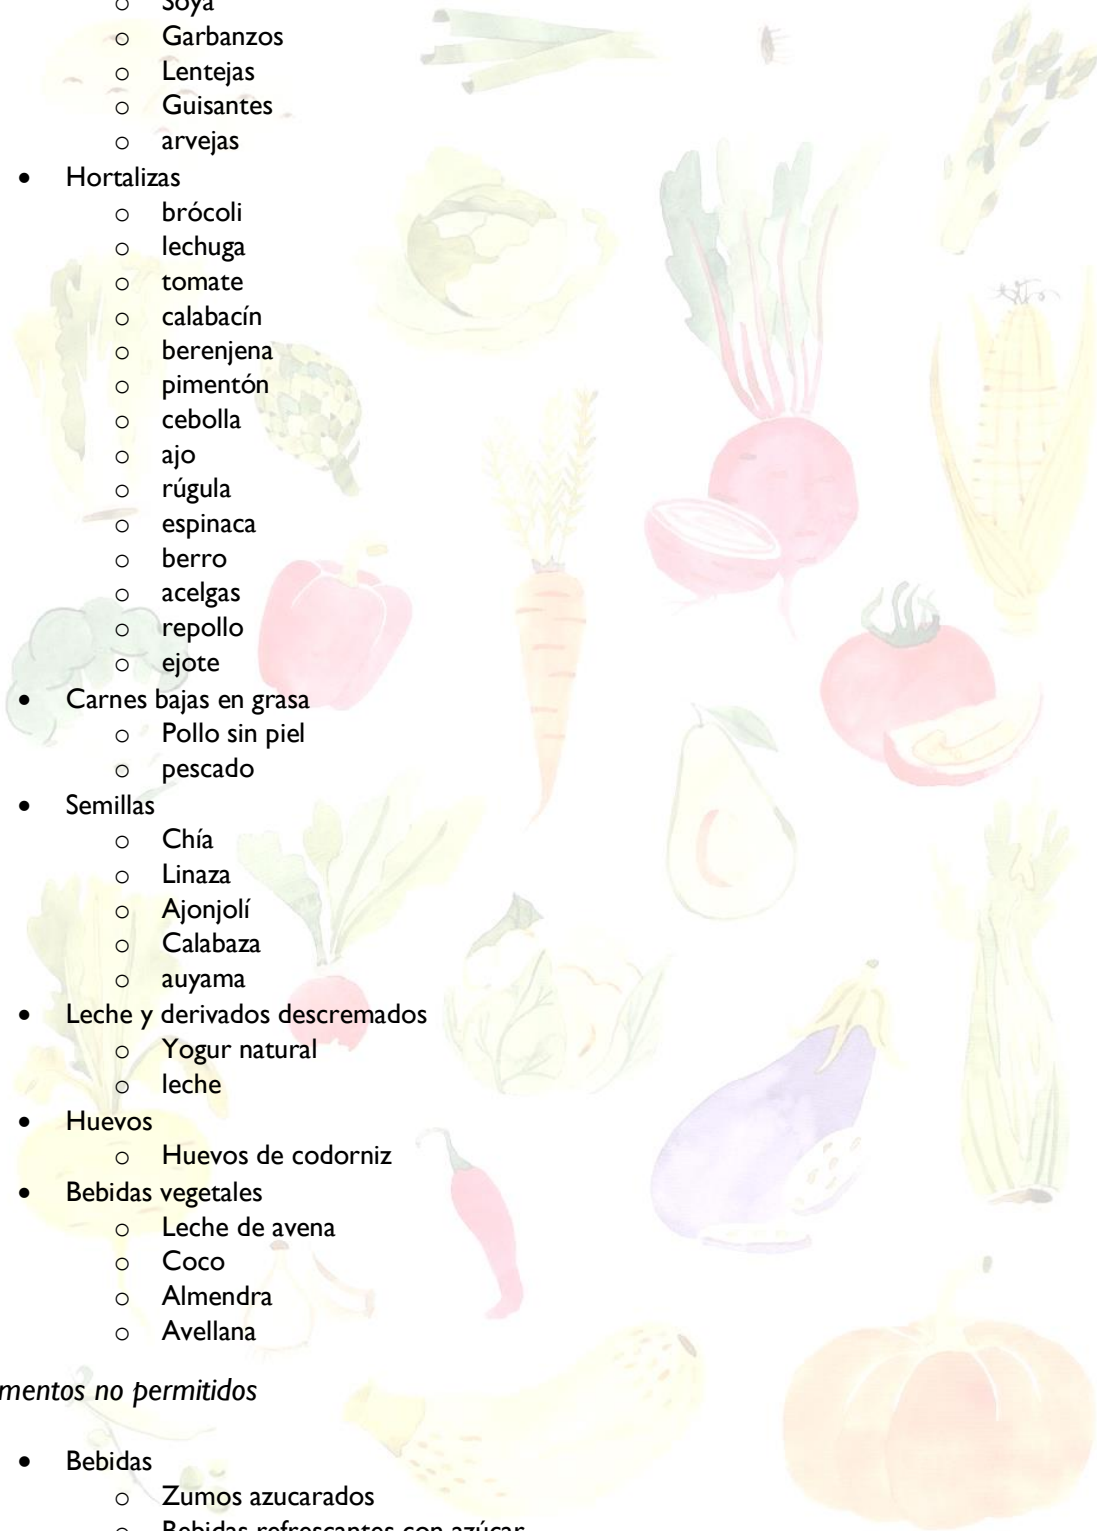 o Soya
o Garbanzos
o Lentejas
o Guisantes
o arvejas
• Hortalizas
o brócoli
o lechuga
o tomate
o calabacín
o berenjena
o pimentón
o cebolla
o ajo
o rúgula
o espinaca
o berro
o acelgas
o repollo
o ejote
• Carnes bajas en grasa
o Pollo sin piel
o pescado
• Semillas
o Chía
o Linaza
o Ajonjolí
o Calabaza
o auyama
• Leche y derivados descremados
o Yogur natural
o leche
• Huevos
o Huevos de codorniz
• Bebidas vegetales
o Leche de avena
o Coco
o Almendra
o Avellana
mentos no permitidos
• Bebidas
o Zumos azucarados
o Bebidas refrescantes con azúcar